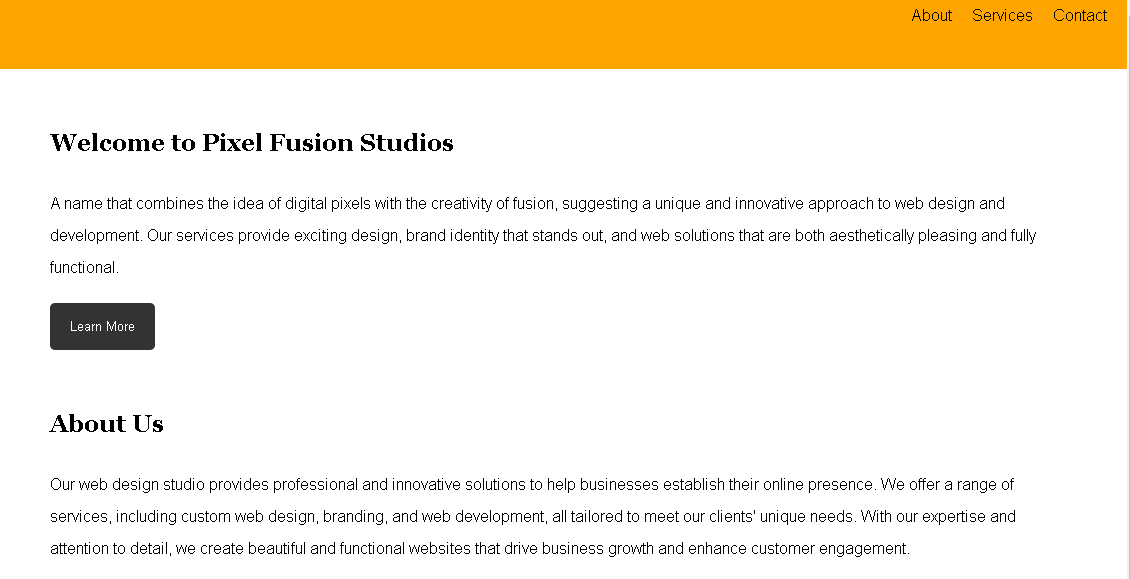 About Services Contact
Welcome to Pixel Fusion Studios
A name that combines the idea of digital pixels with the creativity of fusion, suggesting a unique and innovative approach to web design and
development. Our services provide exciting design, brand identity that stands out, and web solutions that are both aesthetically pleasing and fully
functional.
Learn More
About Us
Our web design studio provides professional and innovative solutions to help businesses establish their online presence. We offer a range of
services, including custom web design, branding, and web development, all tailored to meet our clients' unique needs. With our expertise and
attention to detail, we create beautiful and functional websites that drive business growth and enhance customer engagement.